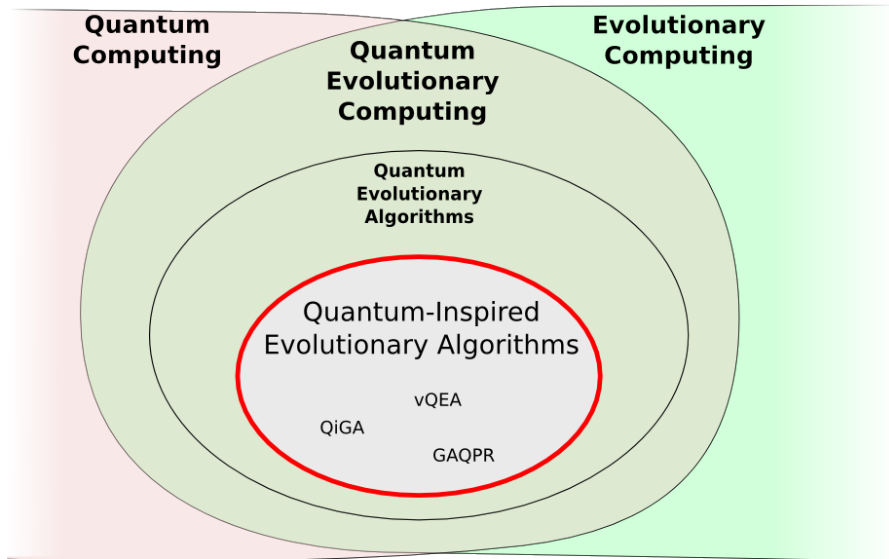 Quantum
Computing
Quantum
Evolutionary
Computing
Evolutionary
Computing
Quantum
Evolutionary
Algorithms
Quantum-Inspired
Evolutionary Algorithms
vQEA
QiGA
GAQPR